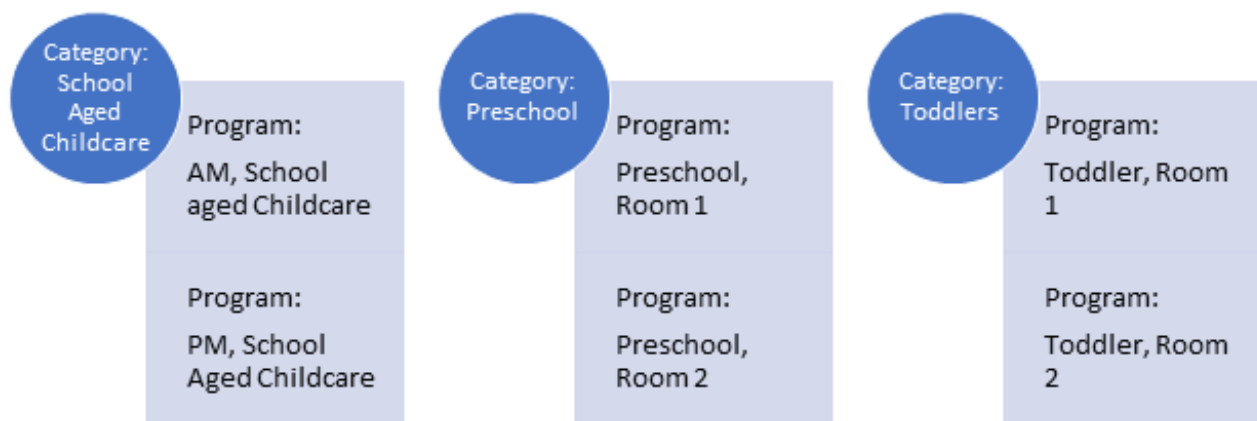 Category:
School
Aged
Childcare
Program:
AM, School
aged Childcare
Program:
PM, School
Aged Childcare
Category:
Preschool
Program:
Preschool,
Room 1
Program:
Preschool,
Room 2
Category:
Toddlers
Program:
Toddler, Room
1
Program:
Toddler, Room
2